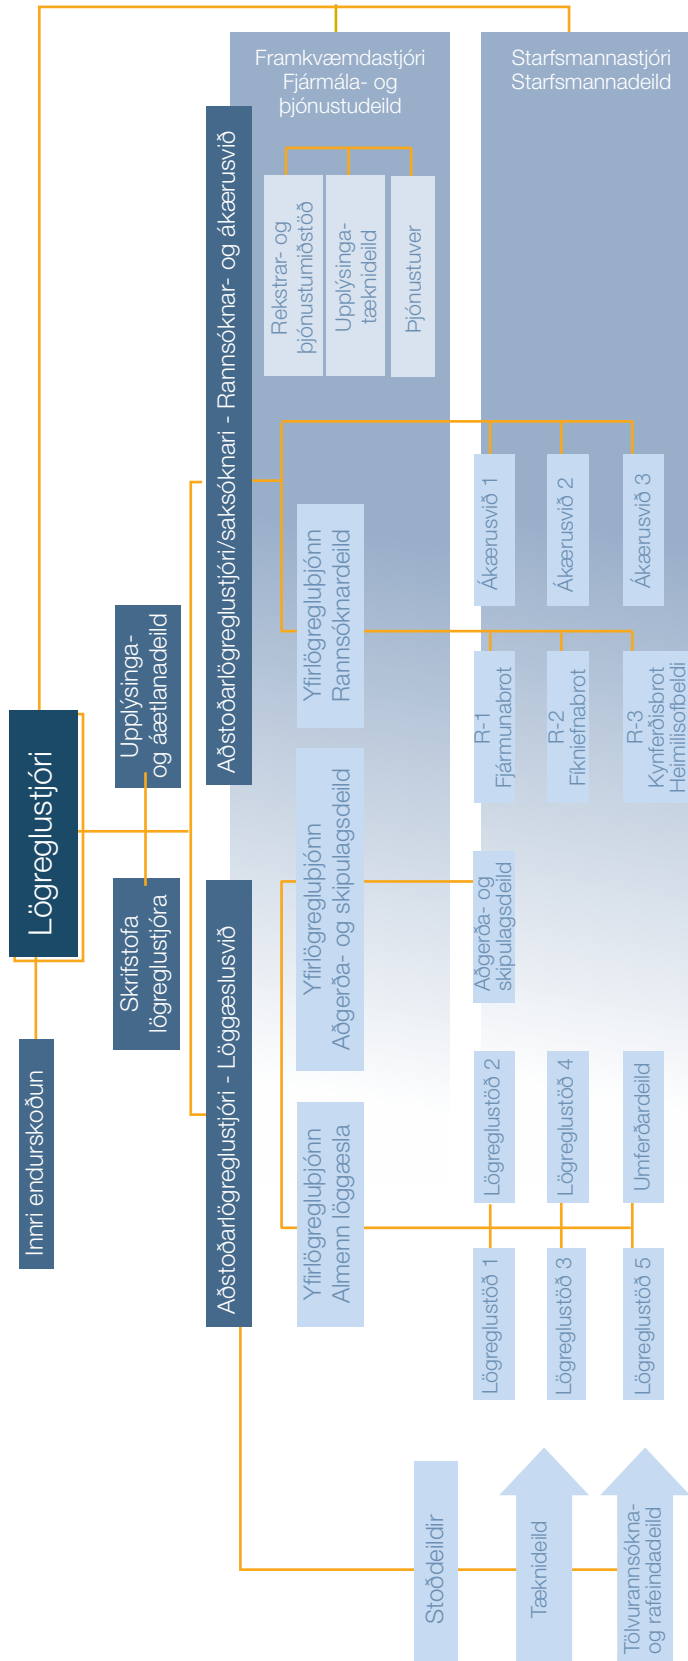 Lögreglustjóri
Innri endurskoðun
Skrifstofa
lögreglustjóra
Upplýsinga-
og áætlanadeild
Aðstoðarlögreglustjóri - Löggæslusvið
Aðstoðarlögreglustjóri/saksóknari - Rannsóknar- og ákærusvið
Framkvæmdastjóri
Fjármála- og
þjónustudeild
Rekstrar- og
þjónustumiðstöð
Upplýsinga-
tæknideild
Þjónustuver
Starfsmannastjóri
Starfsmannadeild
Yfirlögregluþjónn
Almenn löggæsla
Yfirlögregluþjónn
Aðgerða- og skipulagsdeild
Yfirlögregluþjónn
Rannsóknardeild
Stoðdeildir
Tæknideild
Tölvurannsókna-
og rafeindadeild
Lögreglustöð 1
Lögreglustöð 2
Lögreglustöð 3
Lögreglustöð 4
Lögreglustöð 5
Umferðardeild
Aðgerða- og
skipulagsdeild
R-1
Fjármunabrot
R-2
Fíkniefnabrot
R-3
Kynferðisbrot
Heimilisofbeldi
Ákærusvið 1
Ákærusvið 2
Ákærusvið 3